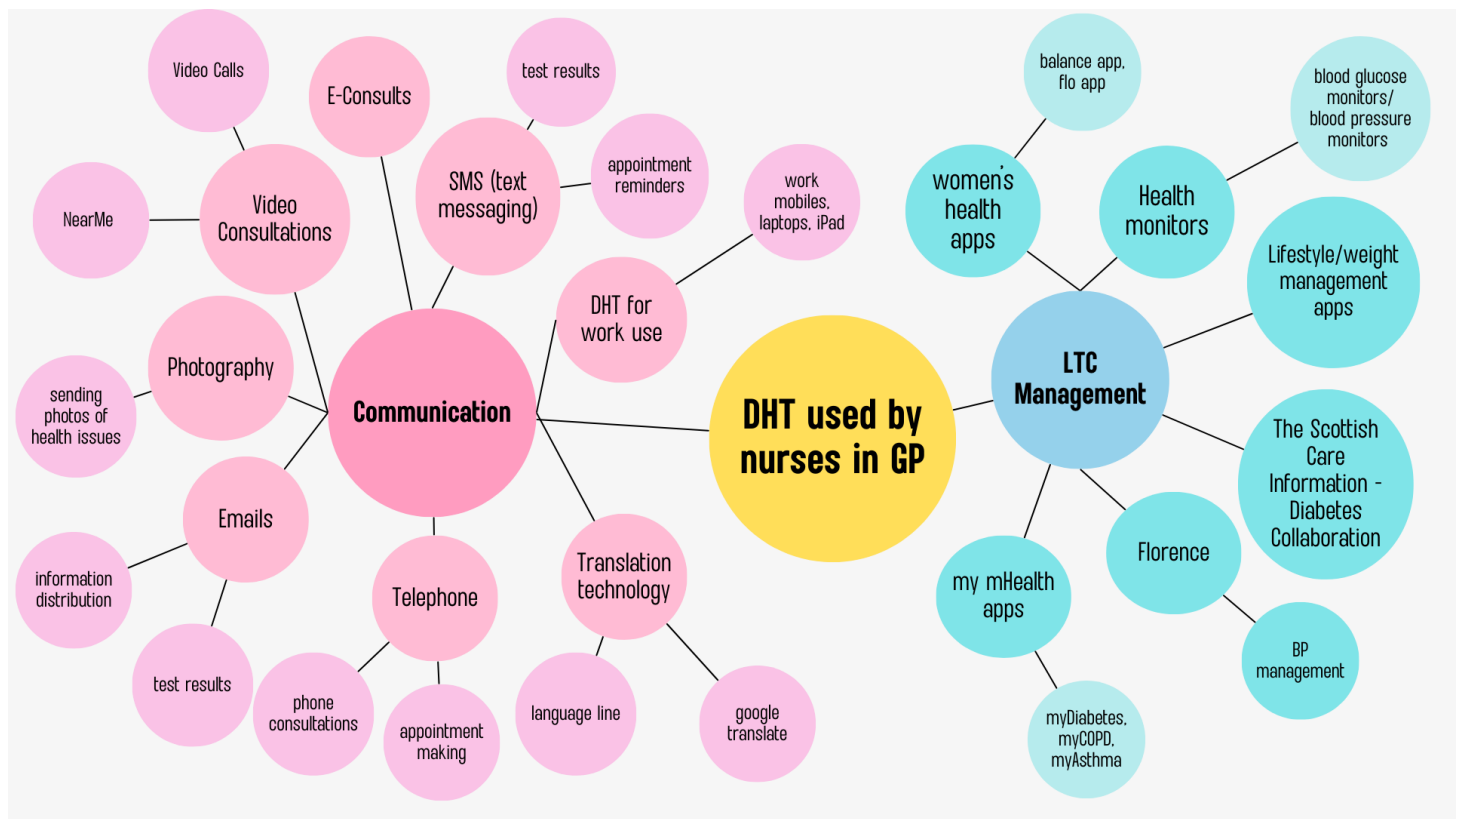 Video Calls
E-Consults
test results
SMS (text
messaging)
appointment
reminders
NearMe
Video
Consultations
work
mobiles,
laptops, iPad
DHT for
work use
Photography
sending
photos of
health issues
Communication
Emails
information
distribution
test results
Telephone
phone
consultations
appointment
making
Translation
technology
language line
google
translate
DHT used by
nurses in GP
balance app,
flo app
women's
health
apps
blood glucose
monitors/
blood pressure
monitors
Health
monitors
Lifestyle/weight
management
apps
LTC
Management
The Scottish
Care
Information -
Diabetes
Collaboration
Florence
BP
management
my mHealth
apps
myDiabetes,
myCOPD,
myAsthma